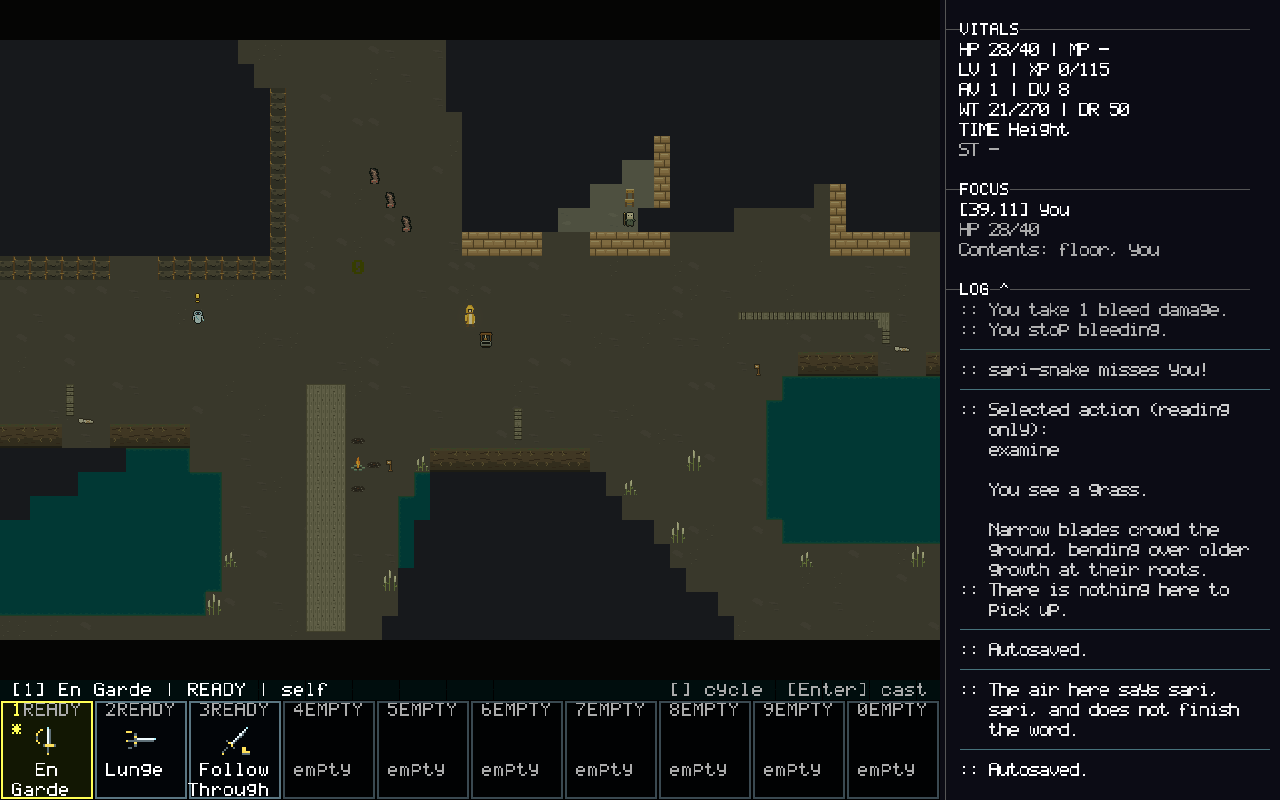 VITALS
HP 28/40 | MP -
LV 1 | XP 0/115
AV 1 | DV 8
WT 21/270 | DR 50
TIME Height
ST -
FOCUS
[39,11] You
HP 28/40
Contents: floor, you
LOG ^
:: You take 1 bleed damage.
:: You stop bleeding.
:: sari-snake misses you!
:: Selected action (reading
only):
examine
You see a grass.
Narrow blades crowd the
ground, bending over older
growth at their roots.
:: There is nothing here to
pick up.
:: Autosaved.
:: The air here says sari,
sari, and does not finish
the word.
:: Autosaved.
[1] En Garde | READY | self
[] cycle [Enter] cast
1READY 2READY 3READY 4EMPTY 5EMPTY 6EMPTY 7EMPTY 8EMPTY 9EMPTY 0EMPTY
*
En Lunge Follow empty empty empty empty empty empty empty
Garde Through